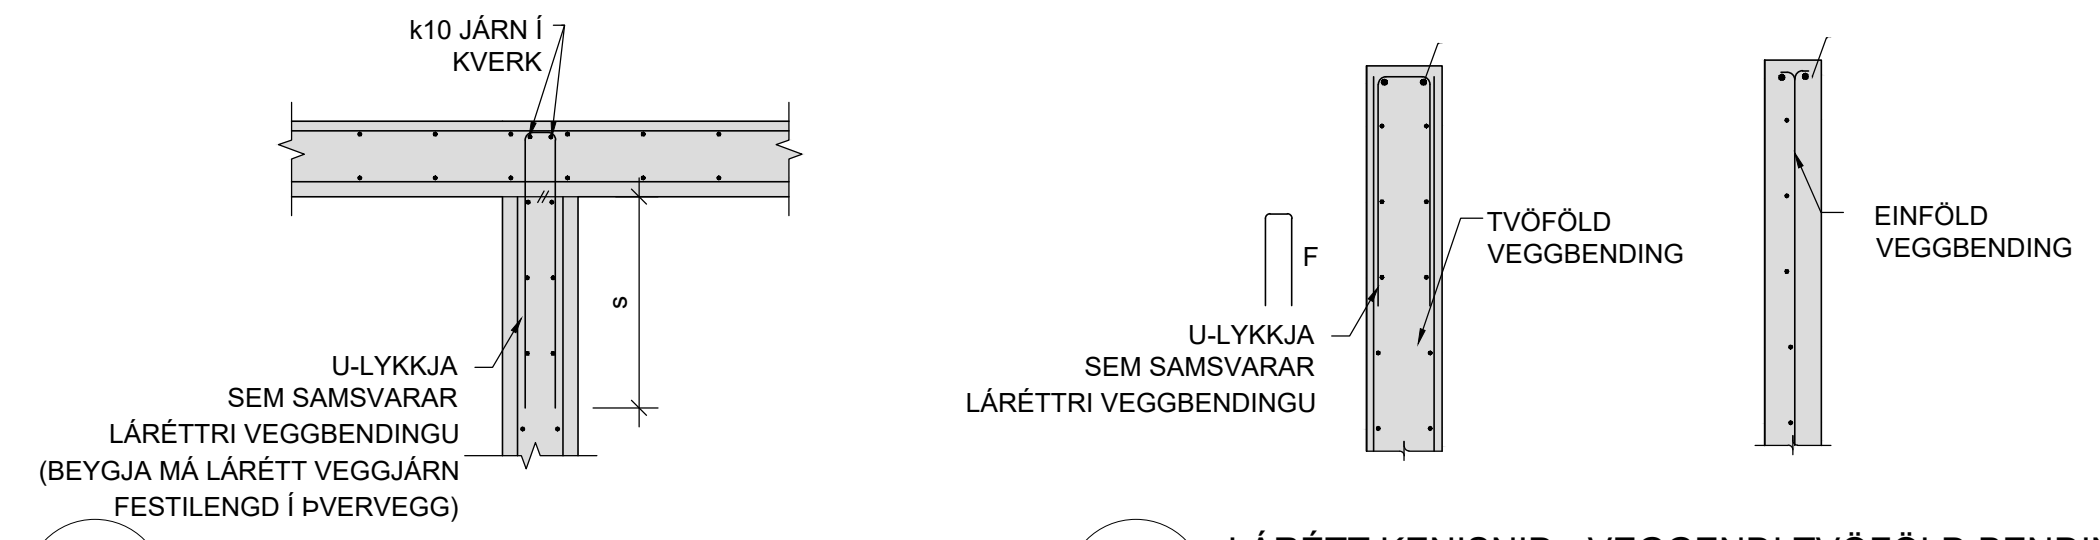 k10 JÁRN Í
KVERK
U-LYKKJA
SEM SAMSVARAR
LÁRÉTTRI VEGGBENDINGU
(BEYGJA MÁ LÁRÉTT VEGGJÁRN
FESTILENGD Í ÞVERVEGG)
s
F
U-LYKKJA
SEM SAMSVARAR
LÁRÉTTRI VEGGBENDINGU
TVÖFÖLD
VEGGBENDING
EINFÖLD
VEGGBENDING